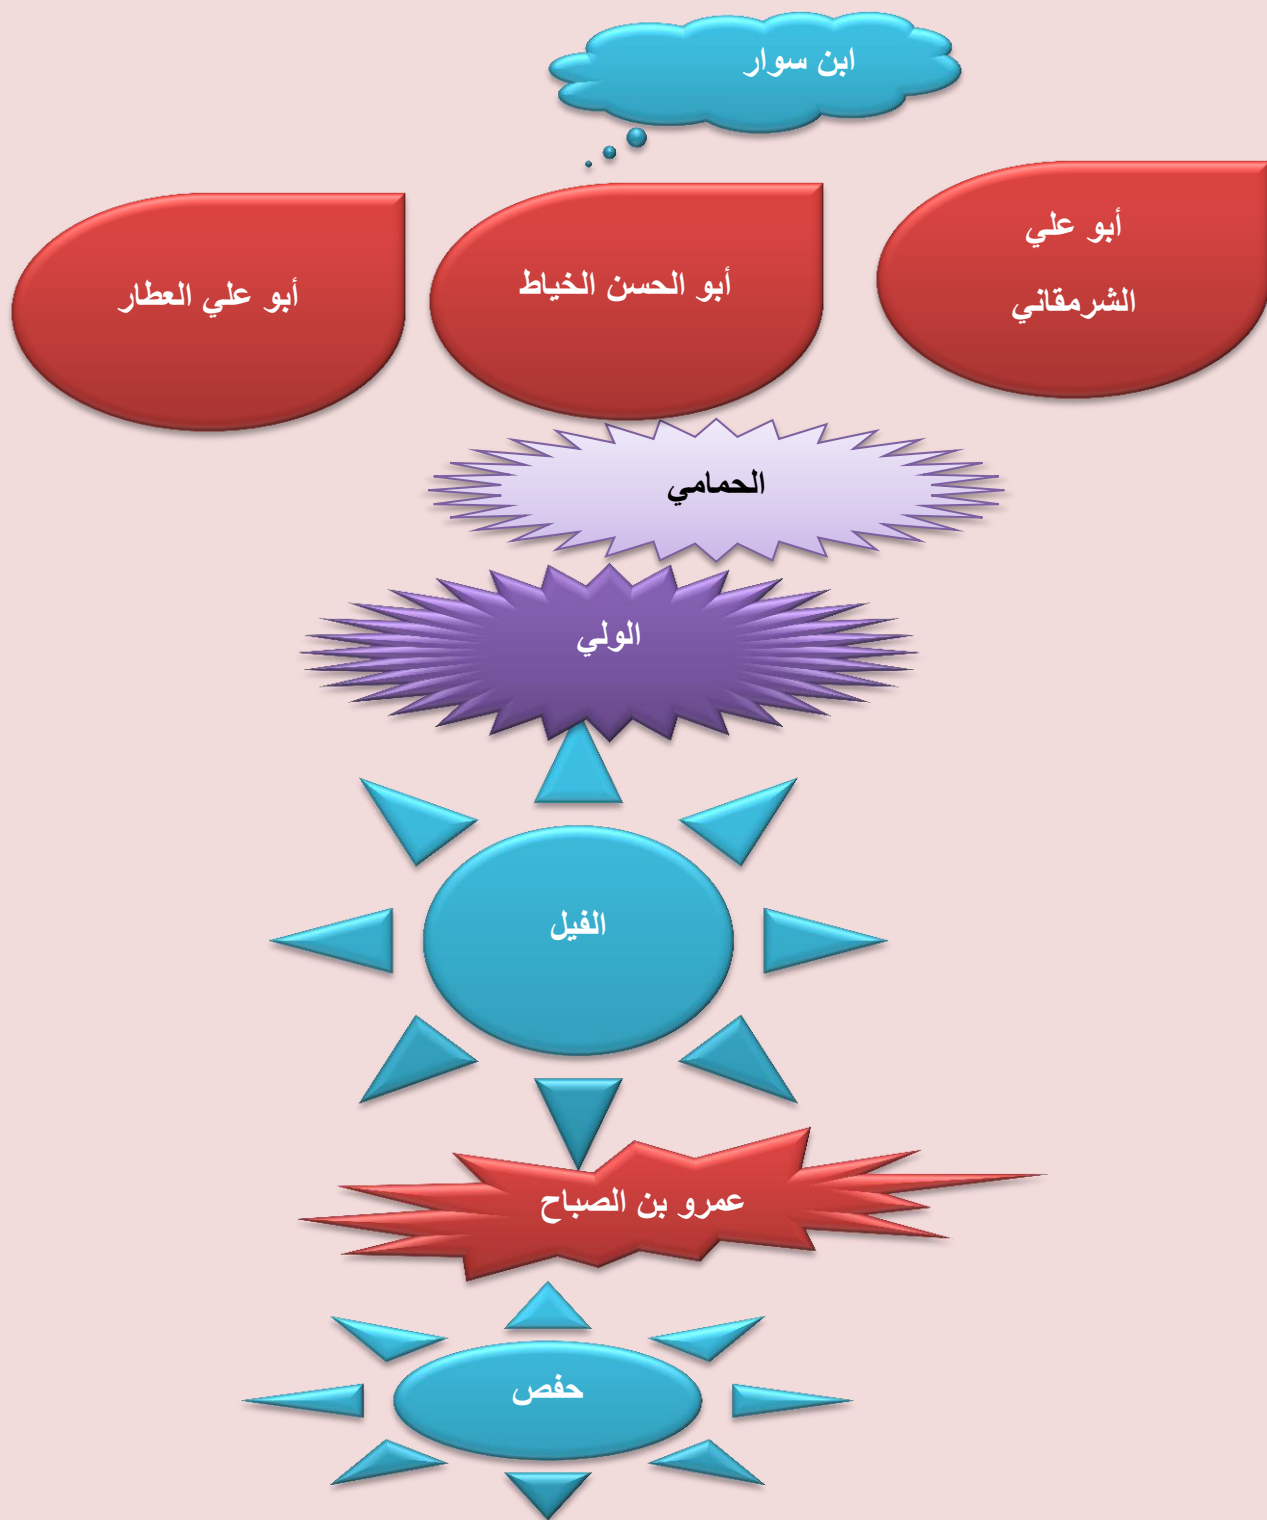 ابن سوار
أبو علي
الشرمقاني
أبو الحسن الخياط
أبو علي العطار
الحمامي
الولي
الفيل
عمرو بن الصباح
حفص